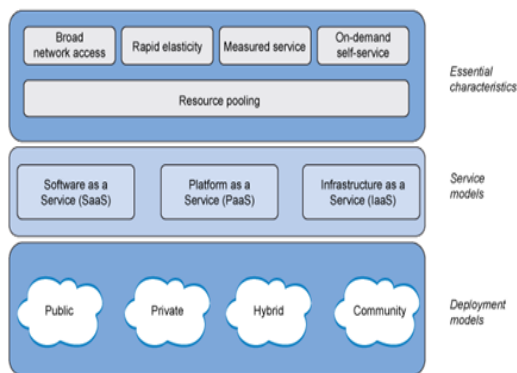 Broad
network access
Rapid elasticity
Measured service
On-demand
self-service
Resource pooling
Essential
characteristics
Software as a
Service (SaaS)
Platform as a
Service (PaaS)
Infrastructure as a
Service (IaaS)
Service
models
Public
Private
Hybrid
Community
Deployment
models